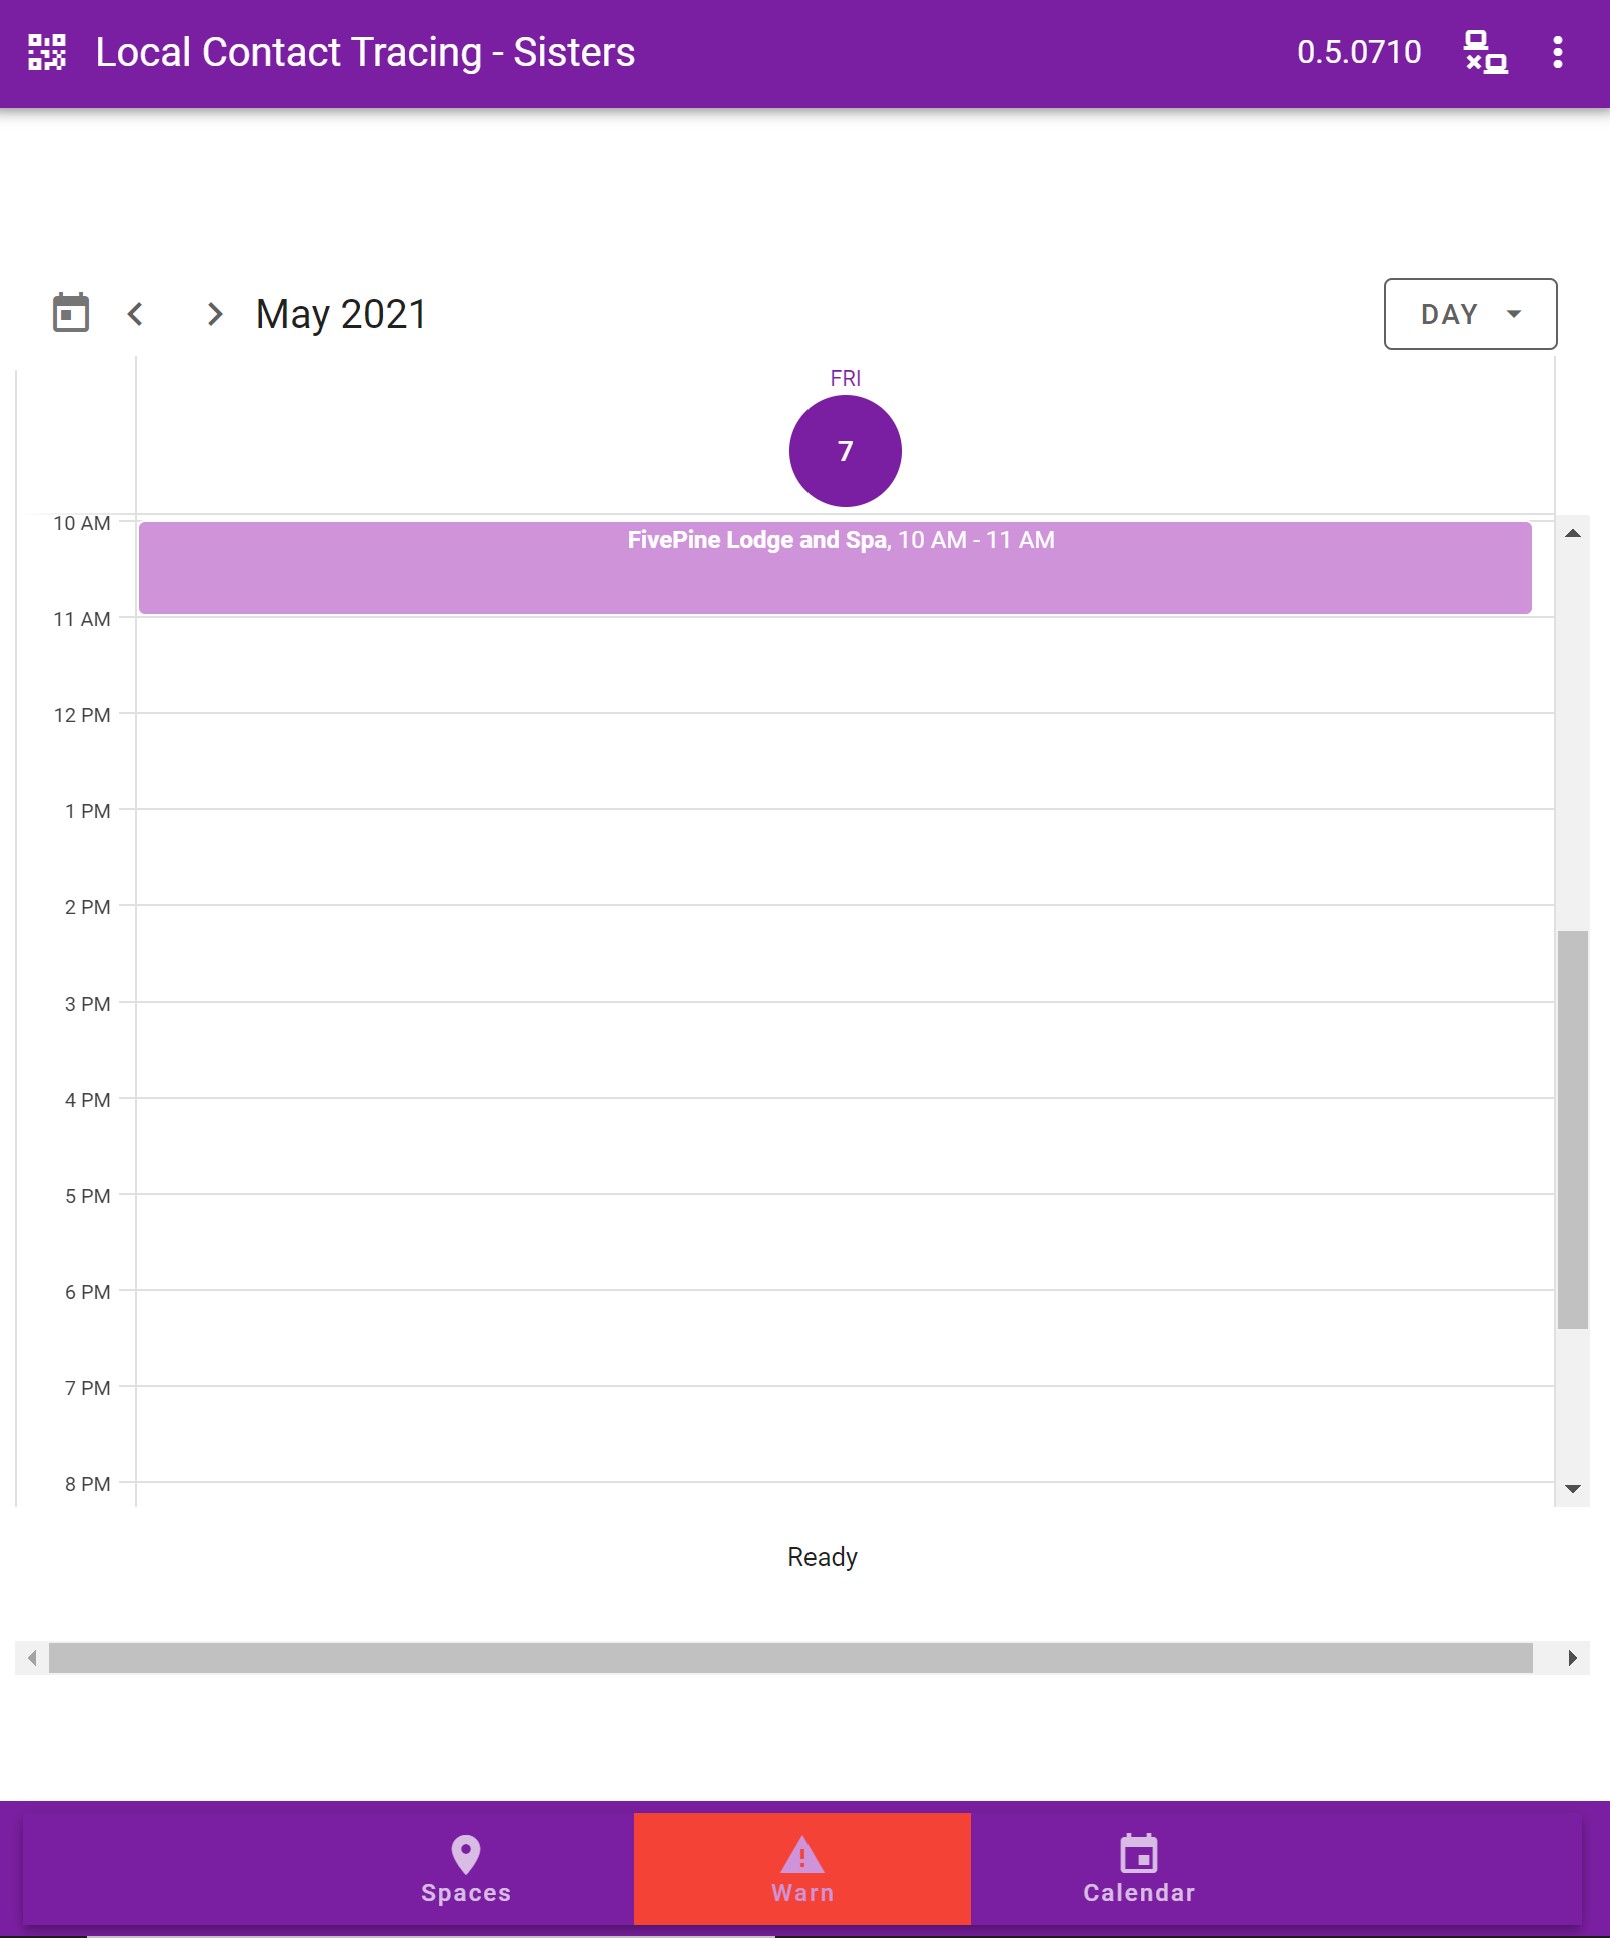 Local Contact Tracing - Sisters
0.5.0710
May 2021
DAY
FRI
7
10 AM
FivePine Lodge and Spa, 10 AM - 11 AM
11 AM
12 PM
1 PM
2 PM
3 PM
4 PM
5 PM
6 PM
7 PM
8 PM
Ready
Spaces
Warn
Calendar